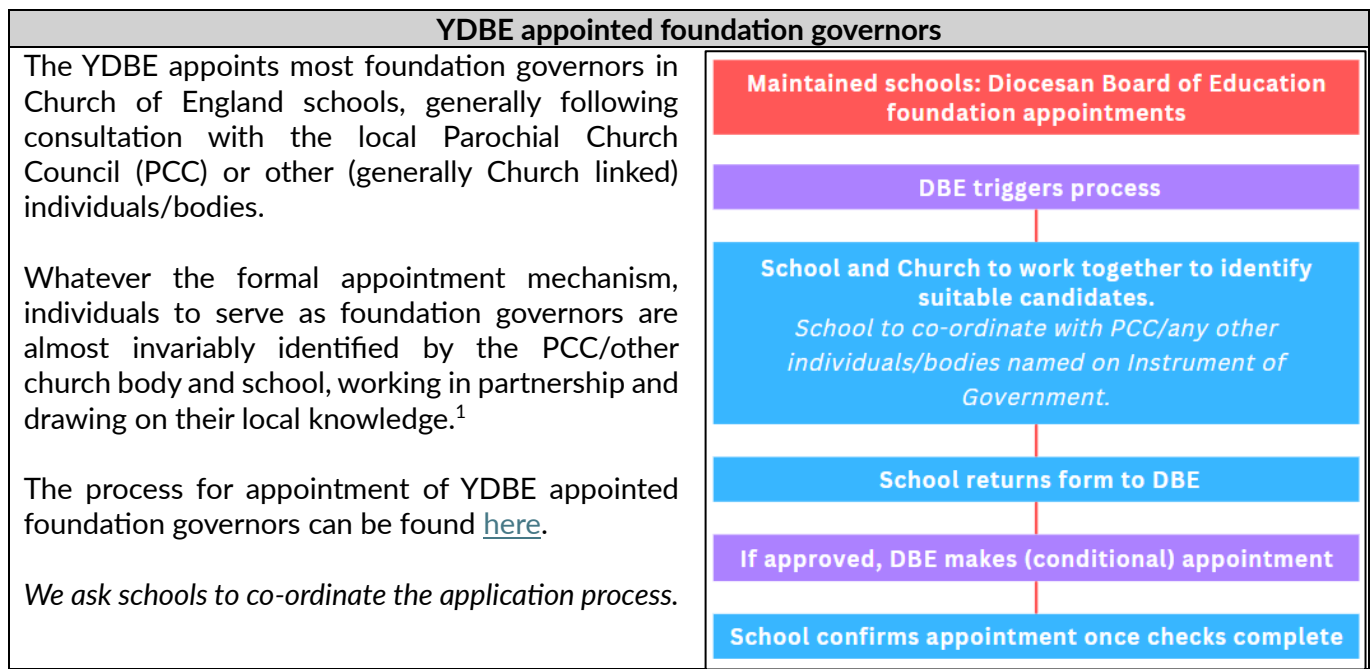 YDBE appointed foundation governors
The YDBE appoints most foundation governors in
Church of England schools, generally following
consultation with the local Parochial Church
Council (PCC) or other (generally Church linked)
individuals/bodies.
Whatever the formal appointment mechanism,
individuals to serve as foundation governors are
almost invariably identified by the PCC/other
church body and school, working in partnership and
drawing on their local knowledge.1
The process for appointment of YDBE appointed
foundation governors can be found here.
We ask schools to co-ordinate the application process.
Maintained schools: Diocesan Board of Education
foundation appointments
DBE triggers process
School and Church to work together to identify
suitable candidates.
School to co-ordinate with PCC/any other
individuals/bodies named on Instrument of
Government.
School returns form to DBE
If approved, DBE makes (conditional) appointment
School confirms appointment once checks complete